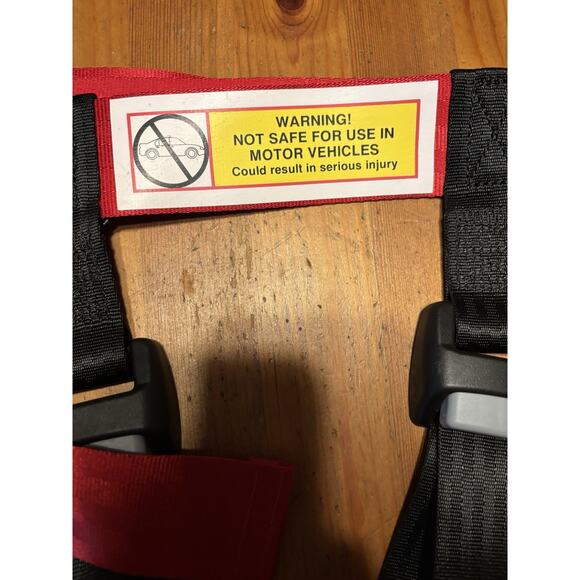 WARNING!
NOT SAFE FOR USE IN
MOTOR VEHICLES
Could result in serious injury